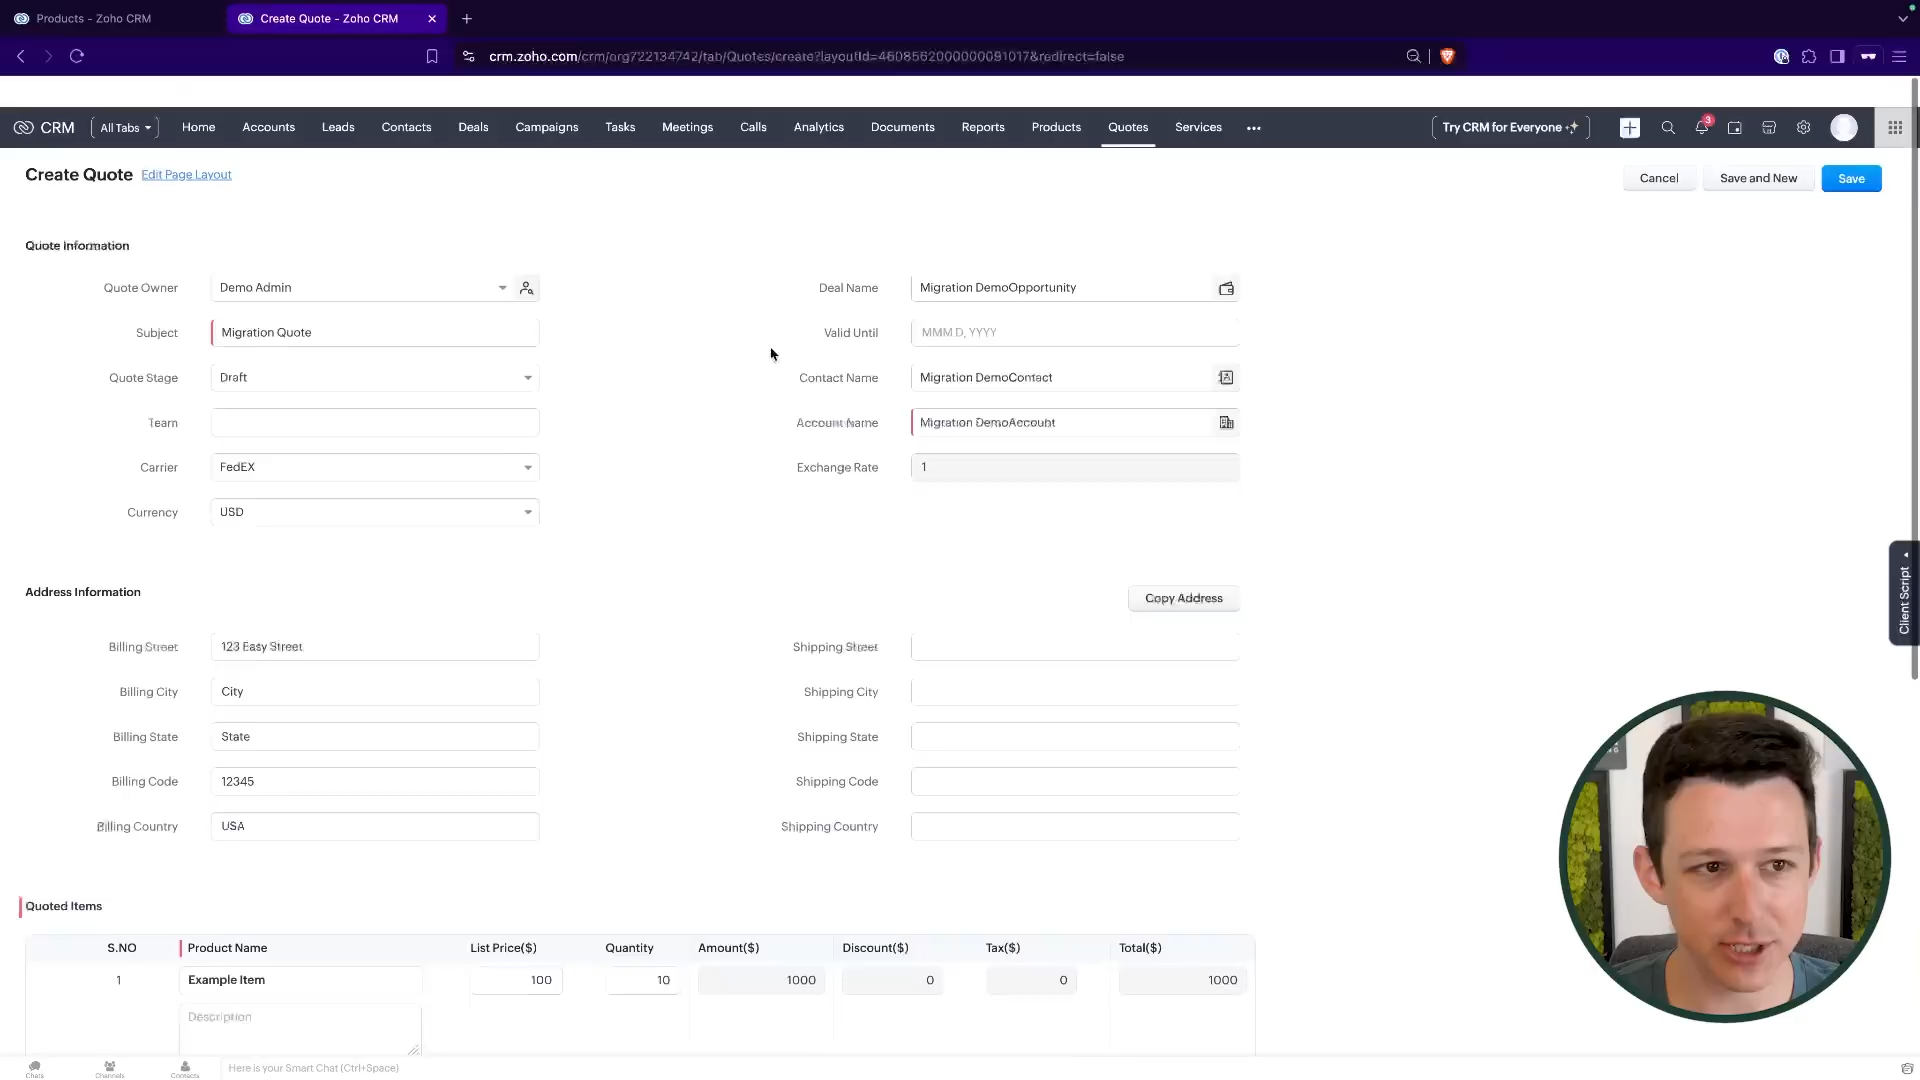 Products - Zoho CRM
Create Quote - Zoho CRM
crm.zoho.com/crm/org722134742/tab/Quotes/create?layoutId=4608562000000091017&redirect=false
CRM All Tabs Home Accounts Leads Contacts Deals Campaigns Tasks Meetings Calls Analytics Documents Reports Products Quotes Services ••• Try CRM for Everyone 3
Create Quote Edit Page Layout Cancel Save and New Save
Quote Information
Quote Owner Demo Admin Deal Name Migration DemoOpportunity
Subject Migration Quote Valid Until MMM D, YYYY
Quote Stage Draft Contact Name Migration DemoContact
Team Account Name Migration DemoAccount
Carrier FedEX Exchange Rate 1
Currency USD
Client Script
Address Information Copy Address
Billing Street 123 Easy Street Shipping Street
Billing City City Shipping City
Billing State State Shipping State
Billing Code 12345 Shipping Code
Billing Country USA Shipping Country
Quoted Items
S.NO Product Name List Price($) Quantity Amount($) Discount($) Tax($) Total($)
1 Example Item 100 10 1000 0 0 1000
Description
Chats Channels Contacts Here is your Smart Chat (Ctrl+Space)